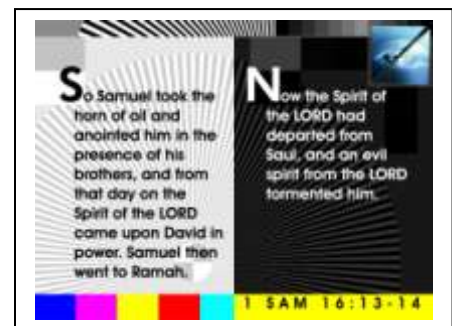 So Samuel took the
horn of oil and
anointed him in the
presence of his
brothers, and from
that day on the
Spirit of the LORD
came upon David in
power. Samuel then
went to Ramah.
Now the Spirit of
the LORD had
departed from
Saul, and an evil
spirit from the LORD
tormented him.
1 SAM 16:13-14